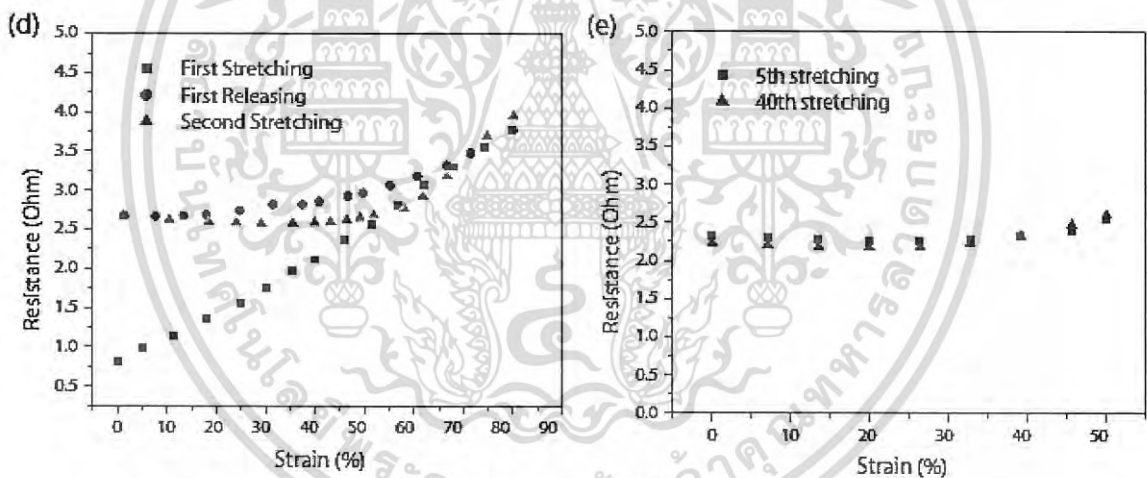 (d)
5.0
4.5
4.0
3.5
3.0
2.5
2.0
1.5
1.0
0.5
Resistance (Ohm)
First Stretching
First Releasing
Second Stretching
0 10 20 30 40 50 60 70 80 90
Strain (%)
(e)
5.0
4.5
4.0
3.5
3.0
2.5
2.0
1.5
1.0
0.5
0.0
Resistance (Ohm)
5th stretching
40th stretching
0 10 20 30 40 50
Strain (%)